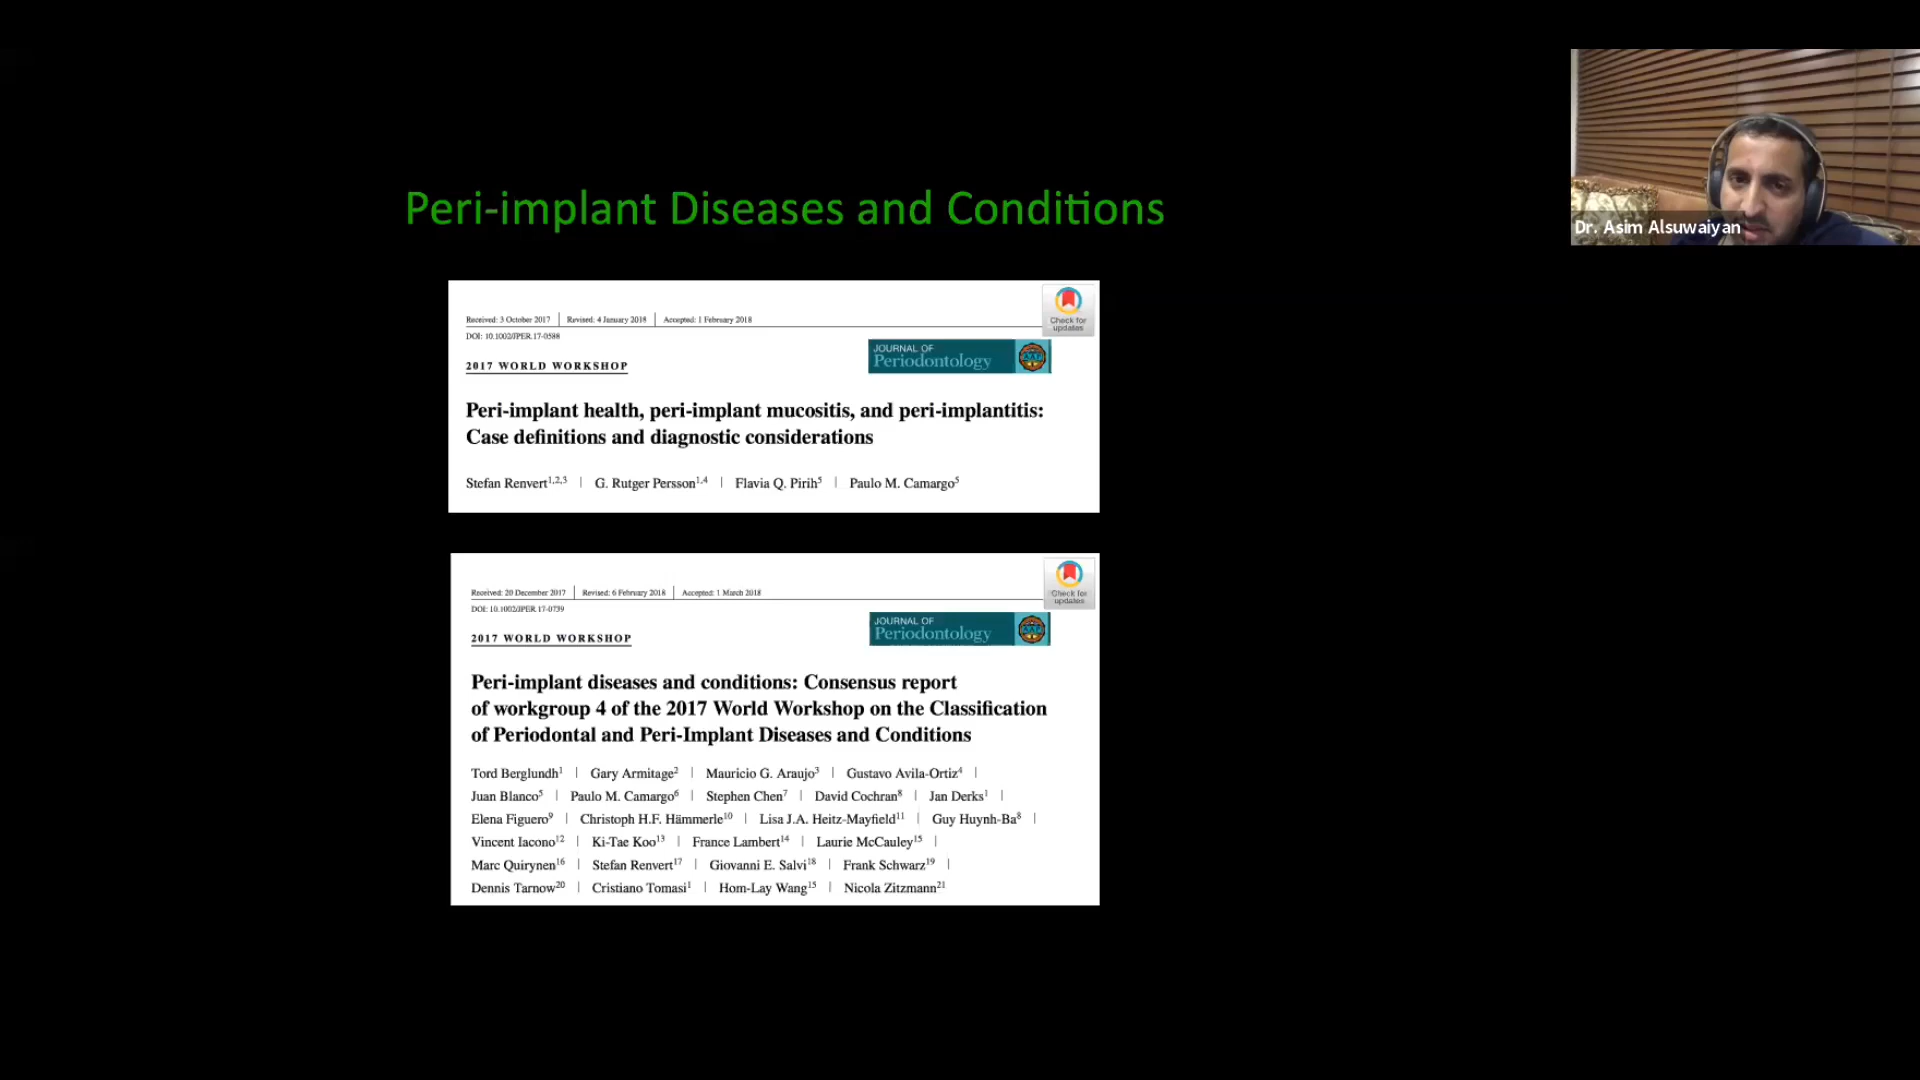 Dr. Asim Alsuwaiyan
Peri-implant Diseases and Conditions
Received: 3 October 2017 | Revised: 4 January 2018 | Accepted: 1 February 2018
Check for
updates
DOI: 10.1002/JPER.17-0588
JOURNAL OF
Periodontology
AAP
2017 WORLD WORKSHOP
Peri-implant health, peri-implant mucositis, and peri-implantitis:
Case definitions and diagnostic considerations
Stefan Renvert1,2,3 | G. Rutger Persson1,4 | Flavia Q. Pirih5 | Paulo M. Camargo5
Received: 20 December 2017 | Revised: 6 February 2018 | Accepted: 1 March 2018
Check for
updates
DOI: 10.1002/JPER.17-0739
JOURNAL OF
Periodontology
AAP
2017 WORLD WORKSHOP
Peri-implant diseases and conditions: Consensus report
of workgroup 4 of the 2017 World Workshop on the Classification
of Periodontal and Peri-Implant Diseases and Conditions
Tord Berglundh1 | Gary Armitage2 | Mauricio G. Araujo3 | Gustavo Avila-Ortiz4 |
Juan Blanco5 | Paulo M. Camargo6 | Stephen Chen7 | David Cochran8 | Jan Derks1 |
Elena Figuero9 | Christoph H.F. Hämmerle10 | Lisa J.A. Heitz-Mayfield11 | Guy Huynh-Ba8 |
Vincent Iacono12 | Ki-Tae Koo13 | France Lambert14 | Laurie McCauley15 |
Marc Quirynen16 | Stefan Renvert17 | Giovanni E. Salvi18 | Frank Schwarz19 |
Dennis Tarnow20 | Cristiano Tomasi1 | Hom-Lay Wang15 | Nicola Zitzmann21